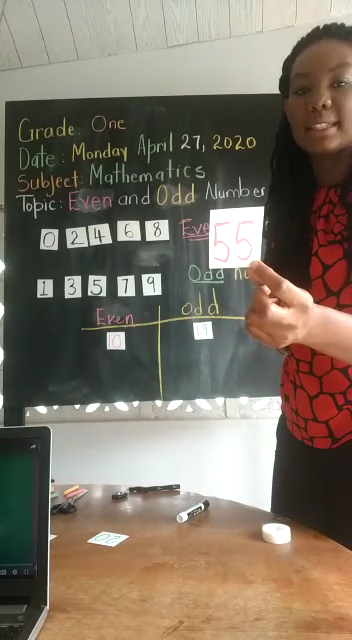 Grade: One
Date: Monday April 27, 2020
Subject: Mathematics
Topic: Even and Odd Number
0 2 4 6 8 Eve
55
1 3 5 7 9 Odd
Even Odd
10 19